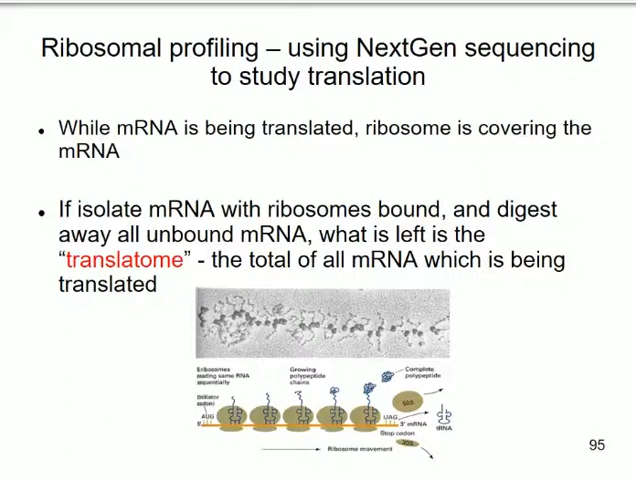 Ribosomal profiling – using NextGen sequencing
to study translation
• While mRNA is being translated, ribosome is covering the
mRNA
• If isolate mRNA with ribosomes bound, and digest
away all unbound mRNA, what is left is the
“translatome” - the total of all mRNA which is being
translated
Ribosomes
reading same RNA
sequentially
Growing
polypeptide
chains
Complete
polypeptide
(Initiator
codon)
AUG
5'
UAG
3' mRNA
Stop codon
tRNA
Ribosome movement
95